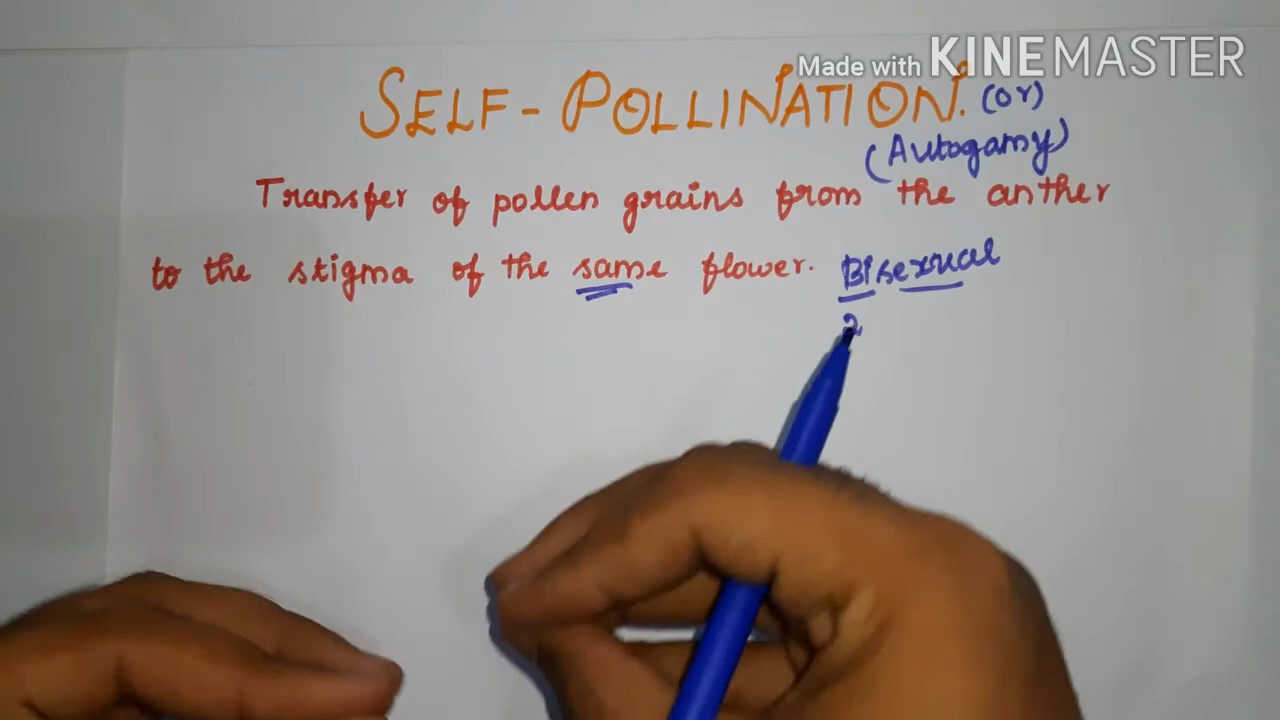 Made with KINEMASTER
SELF-POLLINATION. (or)
(Autogamy)
Transfer of pollen grains from the anther
to the stigma of the same flower. Bisexual
2